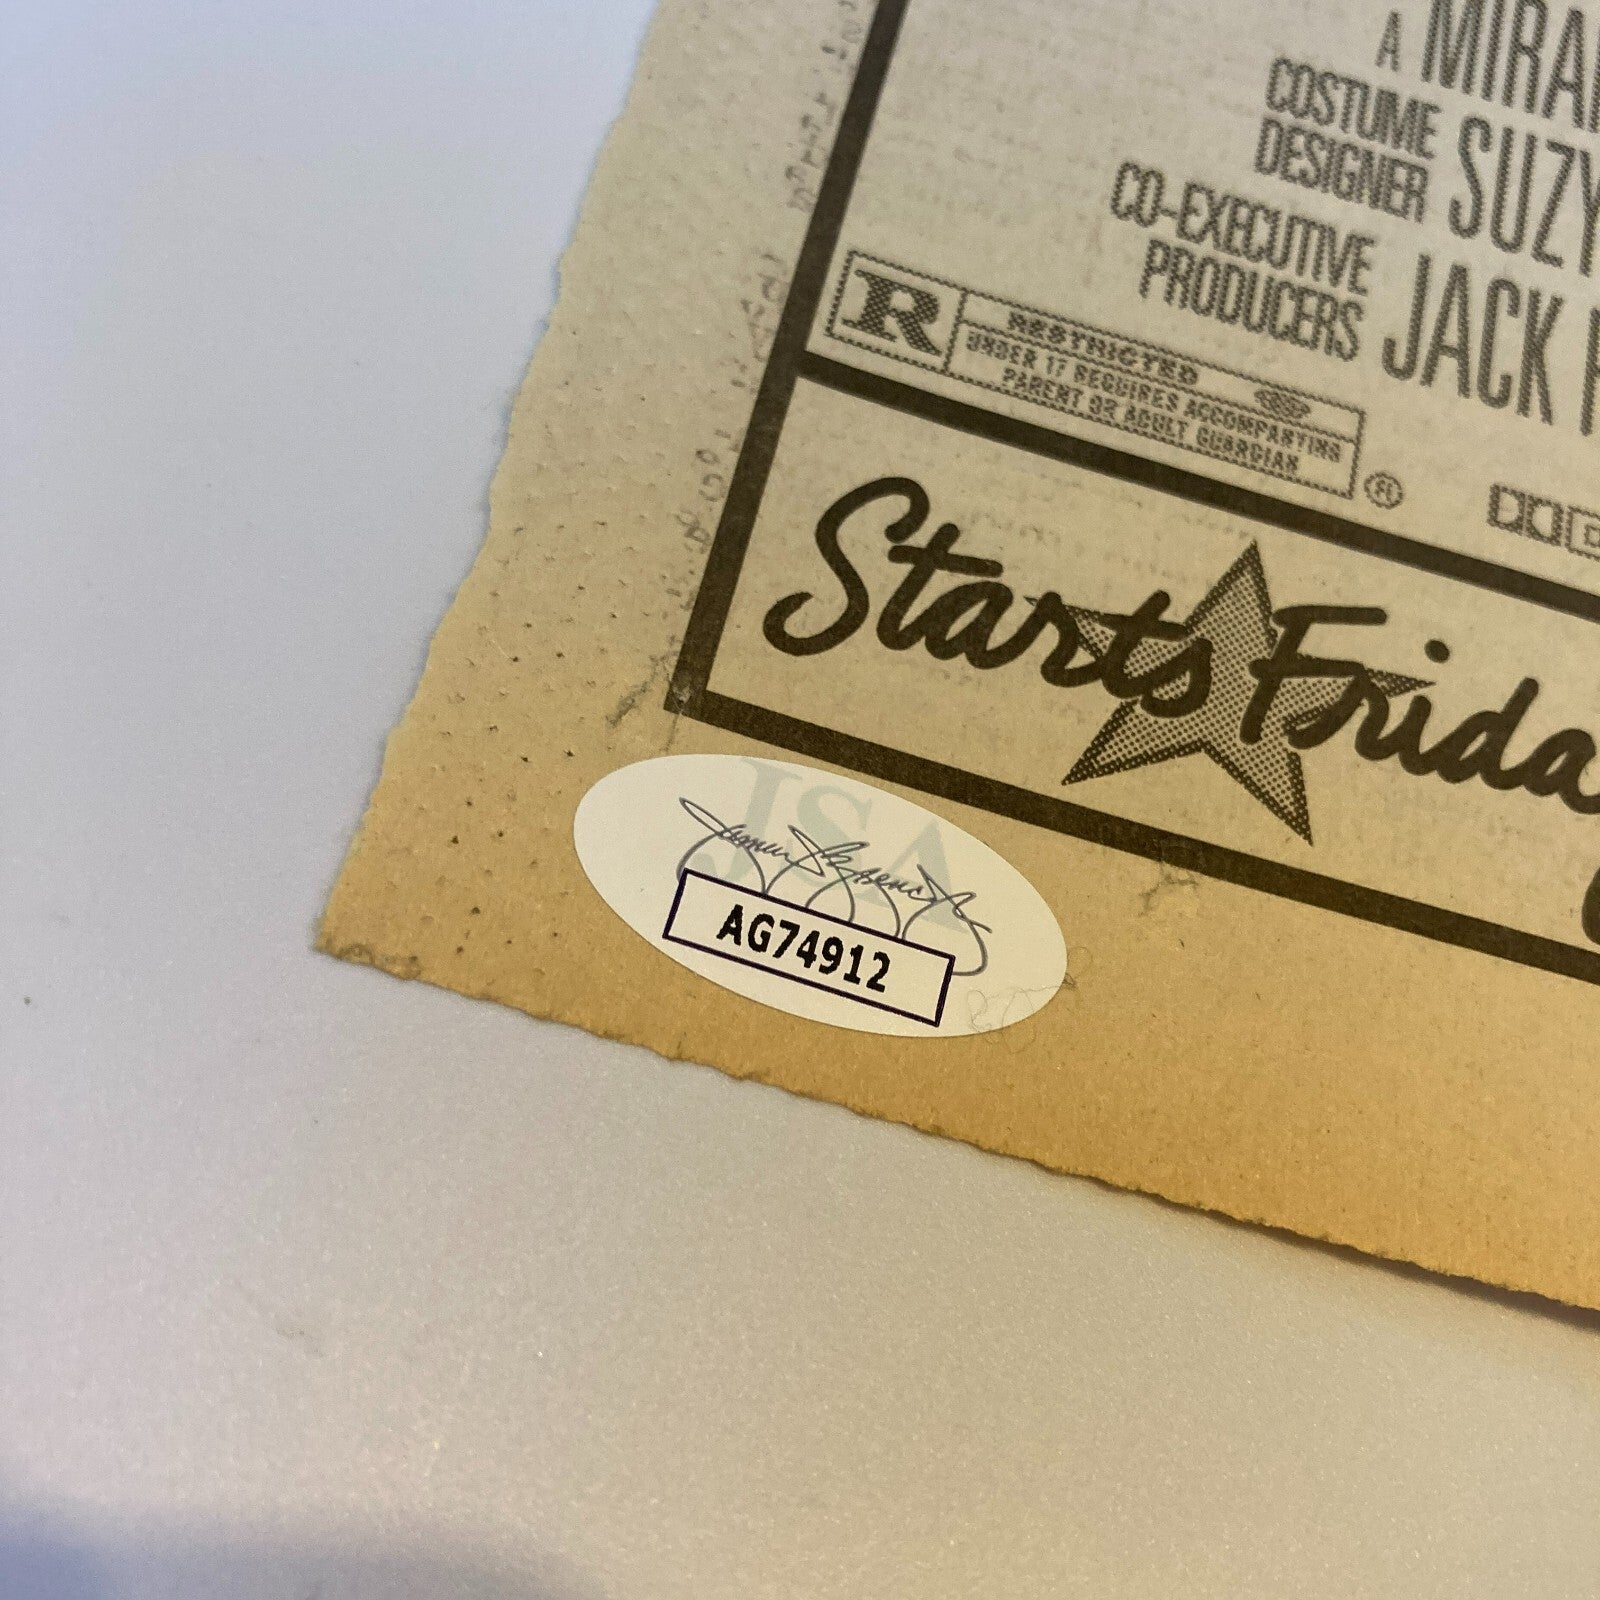 A MIRA
COSTUME
DESIGNER SUZY
CO-EXECUTIVE
PRODUCERS JACK
R
RESTRICTED
UNDER 17 REQUIRES ACCOMPANYING
PARENT OR ADULT GUARDIAN
®
Starts Frida
JSA
AG74912